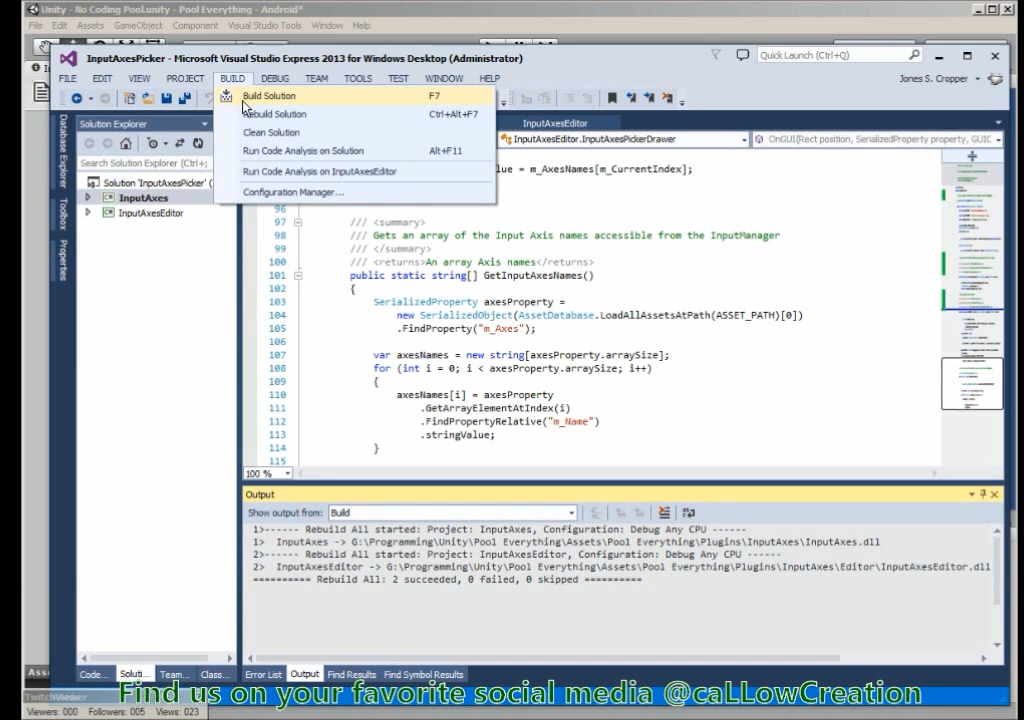 Unity - No Coding Pool.unity - Pool Everything - Android*
File Edit Assets GameObject Component Visual Studio Tools Window Help
InputAxesPicker - Microsoft Visual Studio Express 2013 for Windows Desktop (Administrator)
Quick Launch (Ctrl+Q)
FILE EDIT VIEW PROJECT BUILD DEBUG TEAM TOOLS TEST WINDOW HELP
Jones S. Cropper
Build Solution F7
Rebuild Solution Ctrl+Alt+F7
Clean Solution
Run Code Analysis on Solution Alt+F11
Run Code Analysis on InputAxesEditor
Configuration Manager...
Database Explorer
Toolbox
Properties
Solution Explorer
Search Solution Explorer (Ctrl+;
Solution 'InputAxesPicker' (
InputAxes
InputAxesEditor
InputAxesEditor
InputAxesEditor.InputAxesPickerDrawer
OnGUI(Rect position, SerializedProperty property, GUIC
= m_AxesNames[m_CurrentIndex];
96
97 /// <summary>
98 /// Gets an array of the Input Axis names accessible from the InputManager
99 /// </summary>
100 /// <returns>An array Axis names</returns>
101 public static string[] GetInputAxesNames()
102 {
103 SerializedProperty axesProperty =
104 new SerializedObject(AssetDatabase.LoadAllAssetsAtPath(ASSET_PATH)[0])
105 .FindProperty("m_Axes");
106
107 var axesNames = new string[axesProperty.arraySize];
108 for (int i = 0; i < axesProperty.arraySize; i++)
109 {
110 axesNames[i] = axesProperty
111 .GetArrayElementAtIndex(i)
112 .FindPropertyRelative("m_Name")
113 .stringValue;
114 }
115
100 %
Output
Show output from: Build
1>------ Rebuild All started: Project: InputAxes, Configuration: Debug Any CPU ------
1> InputAxes -> G:\Programming\Unity\Pool Everything\Assets\Pool Everything\Plugins\InputAxes\InputAxes.dll
2>------ Rebuild All started: Project: InputAxesEditor, Configuration: Debug Any CPU ------
2> InputAxesEditor -> G:\Programming\Unity\Pool Everything\Assets\Pool Everything\Plugins\InputAxes\Editor\InputAxesEditor.dll
========== Rebuild All: 2 succeeded, 0 failed, 0 skipped ==========
Code... Soluti... Team... Class...
Error List Output Find Results Find Symbol Results
Ass
TwitchViewer
Find us on your favorite social media @caLLowCreation
Viewers: 000 Followers: 005 Views: 023